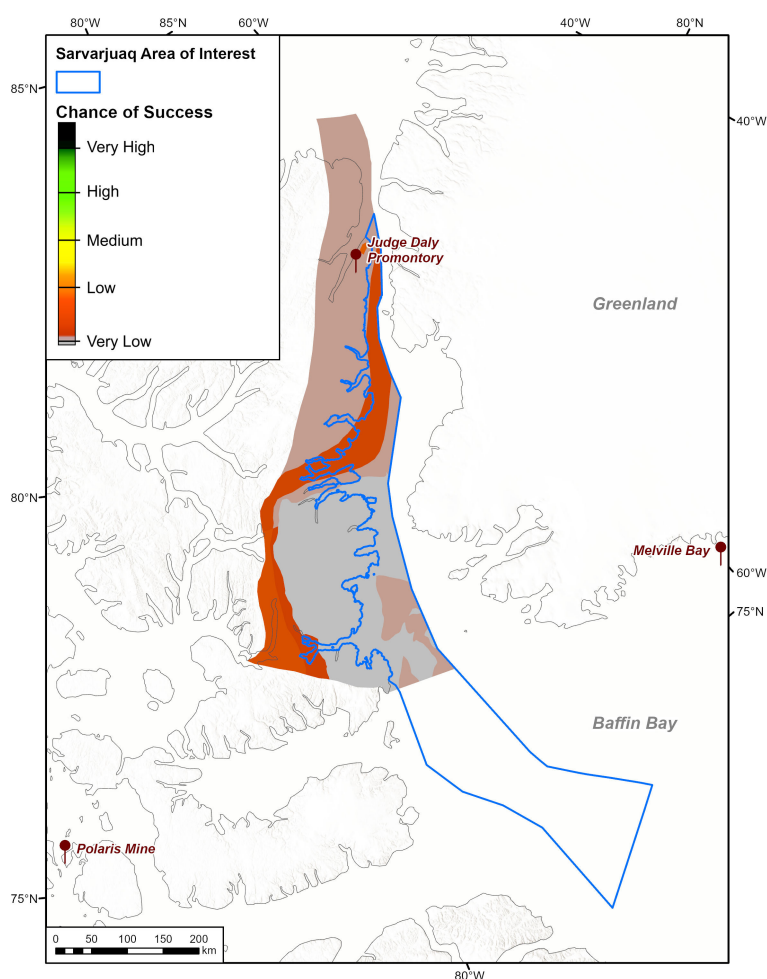 80°W 85°N 60°W 40°W 80°W
Sarvarjuaq Area of Interest
85°N
Chance of Success
40°W
Very High
High
Medium
Judge Daly
Promontory
Low
Greenland
Very Low
80°N
Melville Bay
60°W
75°N
Baffin Bay
Polaris Mine
75°N
0 50 100 150 200
km
80°W